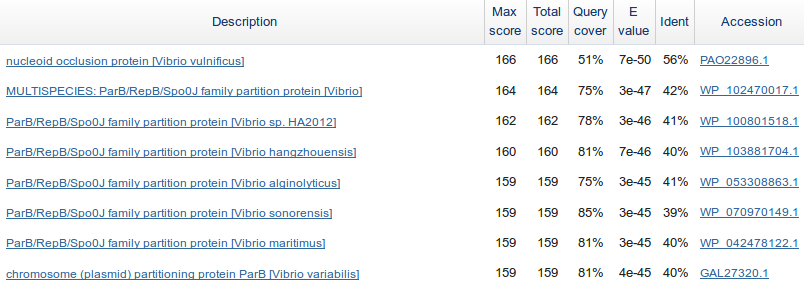 Description Max score Total score Query cover E value Ident Accession
nucleoid occlusion protein [Vibrio vulnificus] 166 166 51% 7e-50 56% PAO22896.1
MULTISPECIES: ParB/RepB/Spo0J family partition protein [Vibrio] 164 164 75% 3e-47 42% WP_102470017.1
ParB/RepB/Spo0J family partition protein [Vibrio sp. HA2012] 162 162 78% 3e-46 41% WP_100801518.1
ParB/RepB/Spo0J family partition protein [Vibrio hangzhouensis] 160 160 81% 7e-46 40% WP_103881704.1
ParB/RepB/Spo0J family partition protein [Vibrio alginolyticus] 159 159 75% 3e-45 41% WP_053308863.1
ParB/RepB/Spo0J family partition protein [Vibrio sonorensis] 159 159 85% 3e-45 39% WP_070970149.1
ParB/RepB/Spo0J family partition protein [Vibrio maritimus] 159 159 81% 3e-45 40% WP_042478122.1
chromosome (plasmid) partitioning protein ParB [Vibrio variabilis] 159 159 81% 4e-45 40% GAL27320.1